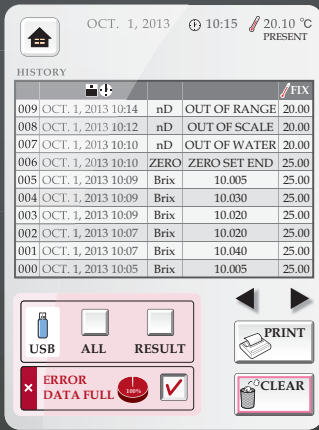 OCT. 1, 2013 10:15 20.10 ℃
PRESENT
HISTORY
FIX
009 OCT. 1, 2013 10:14 nD OUT OF RANGE 20.00
008 OCT. 1, 2013 10:12 nD OUT OF SCALE 20.00
007 OCT. 1, 2013 10:10 nD OUT OF WATER 20.00
006 OCT. 1, 2013 10:10 ZERO ZERO SET END 25.00
005 OCT. 1, 2013 10:09 Brix 10.005 25.00
004 OCT. 1, 2013 10:09 Brix 10.030 25.00
003 OCT. 1, 2013 10:09 Brix 10.020 25.00
002 OCT. 1, 2013 10:07 Brix 10.020 25.00
001 OCT. 1, 2013 10:07 Brix 10.040 25.00
000 OCT. 1, 2013 10:05 Brix 10.005 25.00
USB ALL RESULT
PRINT
ERROR
DATA FULL 100%
CLEAR